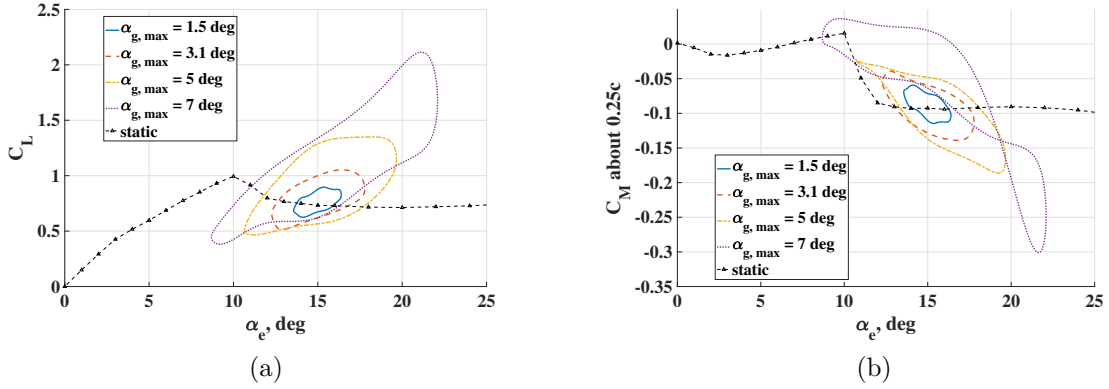 2.5
2
1.5
1
0.5
0
C_L
α_g, max = 1.5 deg
α_g, max = 3.1 deg
α_g, max = 5 deg
α_g, max = 7 deg
static
0 5 10 15 20 25
α_e, deg
(a)
0
-0.05
-0.1
-0.15
-0.2
-0.25
-0.3
-0.35
C_M about 0.25c
α_g, max = 1.5 deg
α_g, max = 3.1 deg
α_g, max = 5 deg
α_g, max = 7 deg
static
0 5 10 15 20 25
α_e, deg
(b)